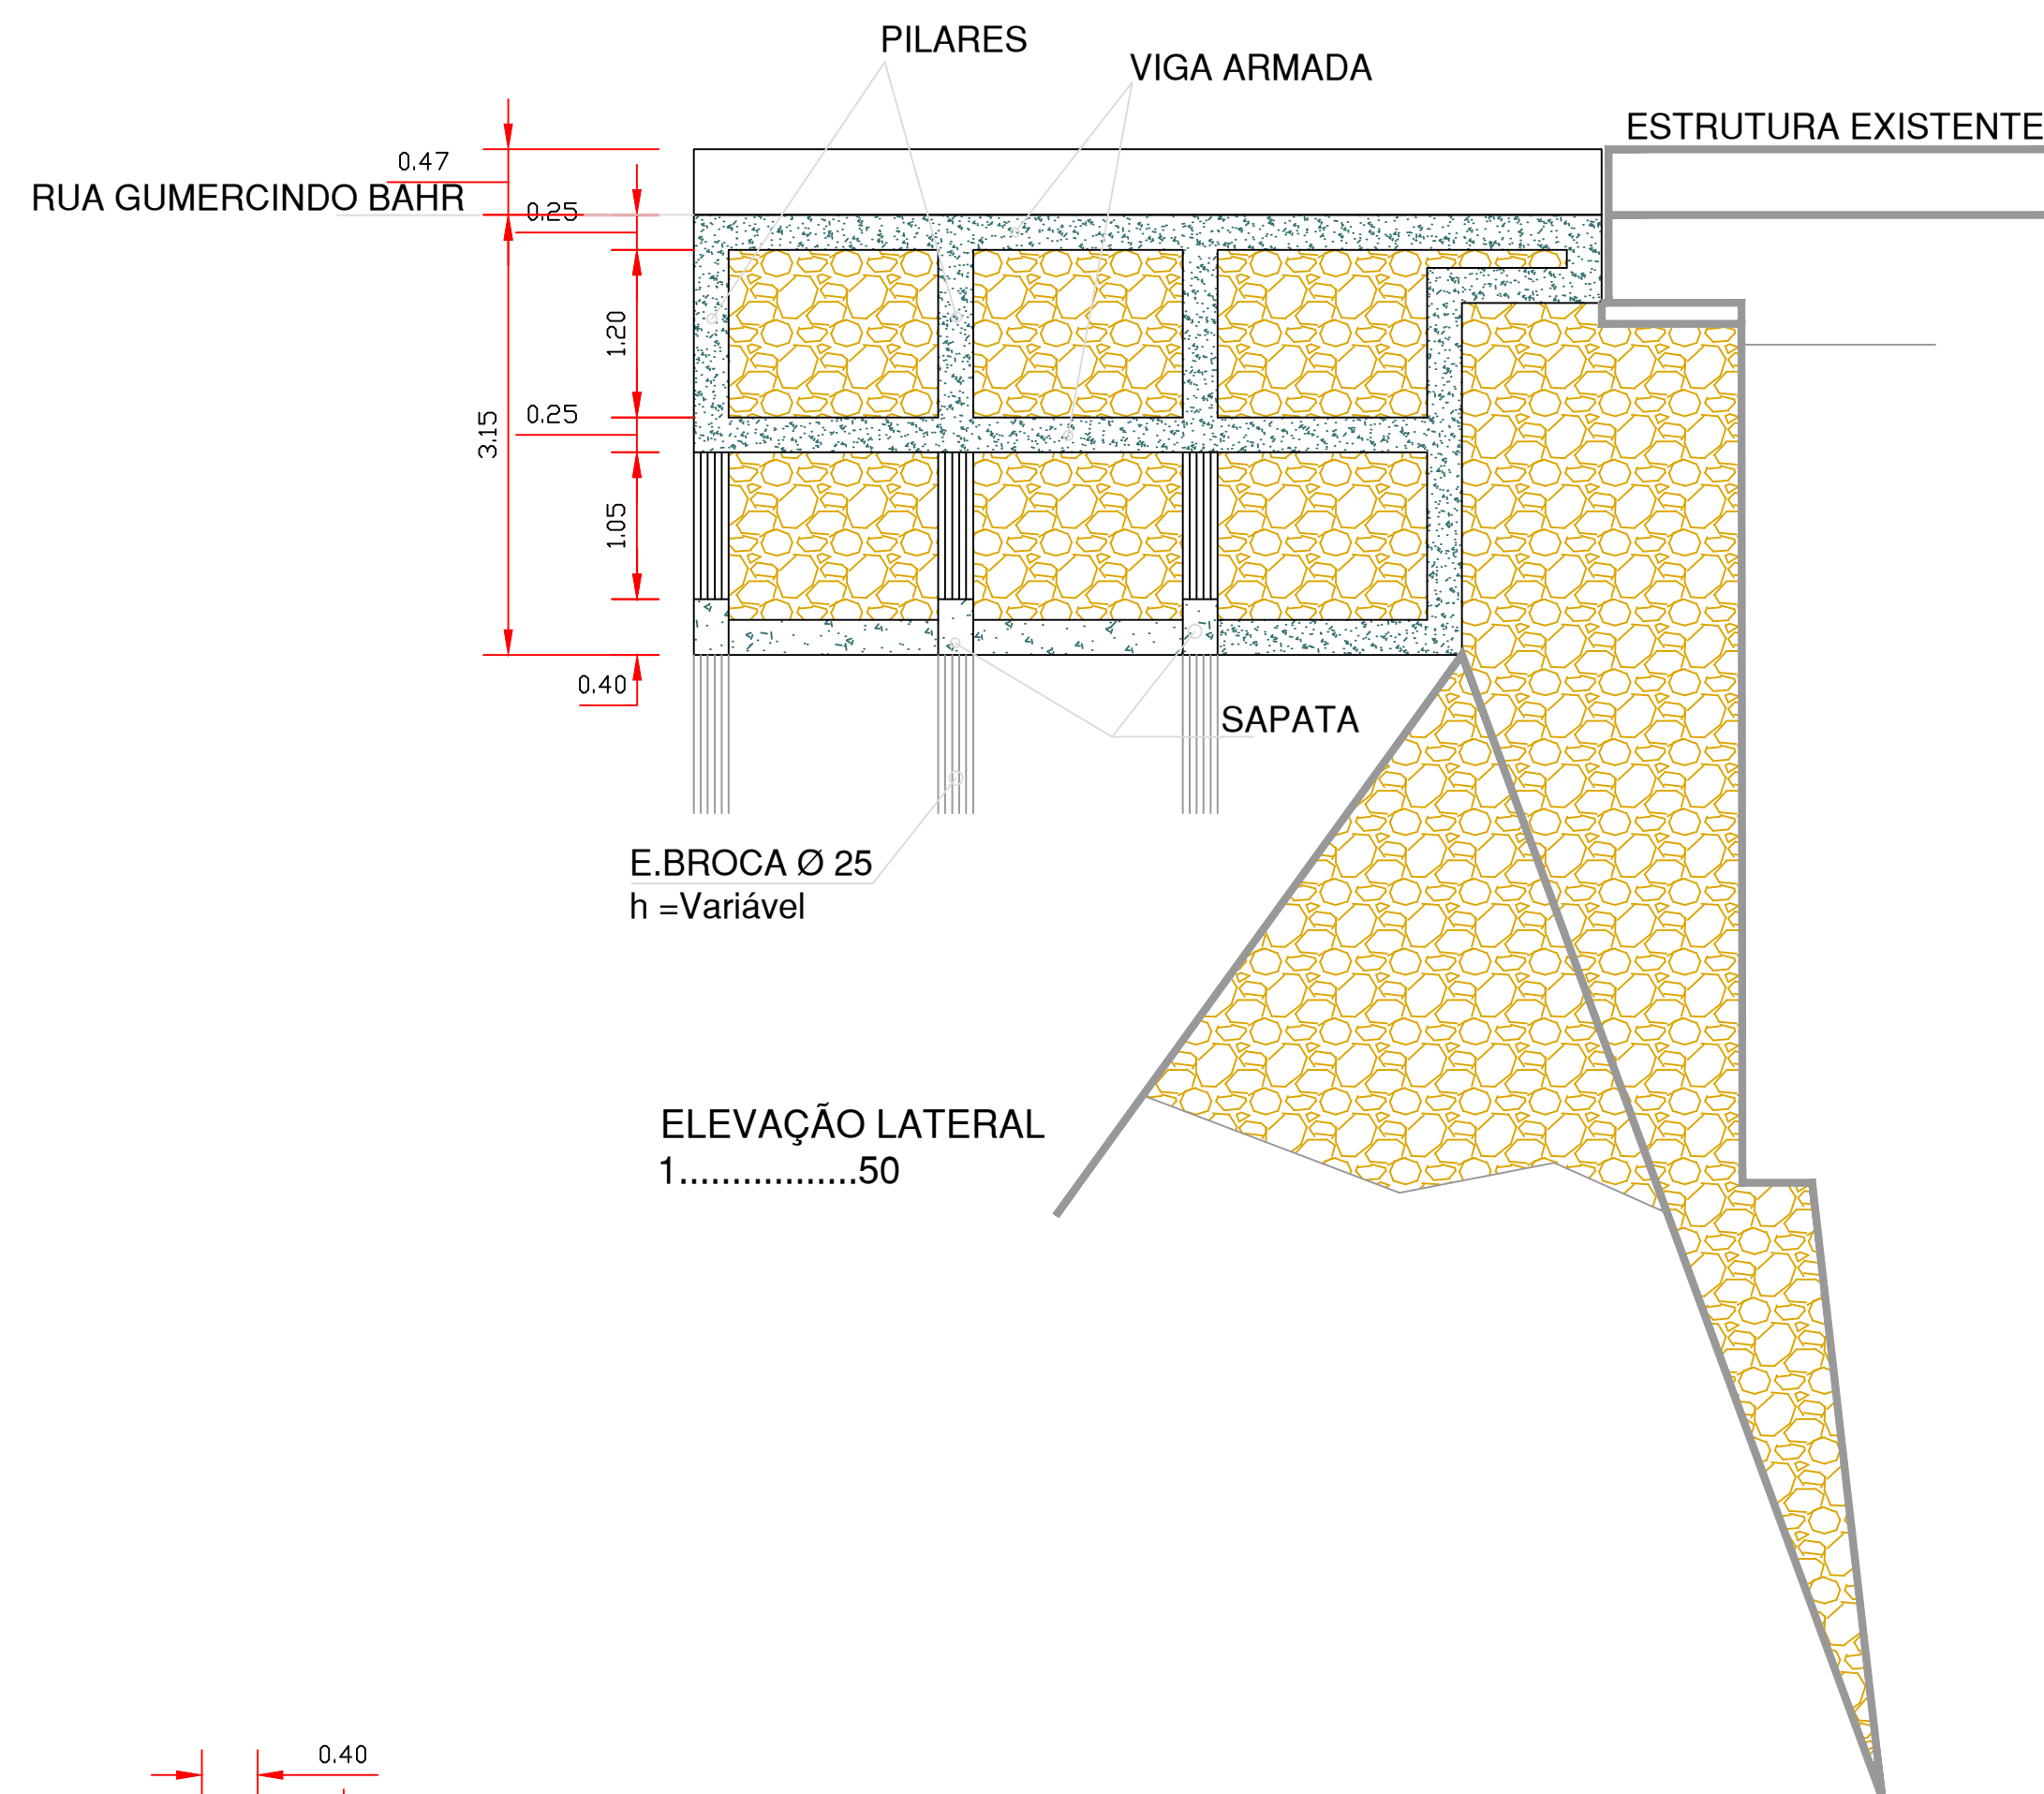 PILARES
VIGA ARMADA
ESTRUTURA EXISTENTE
0.47
RUA GUMERCINDO BAHR
0.25
1.20
0.25
3.15
1.05
0.40
SAPATA
E.BROCA Ø 25
h =Variável
ELEVAÇÃO LATERAL
1.................50
0.40